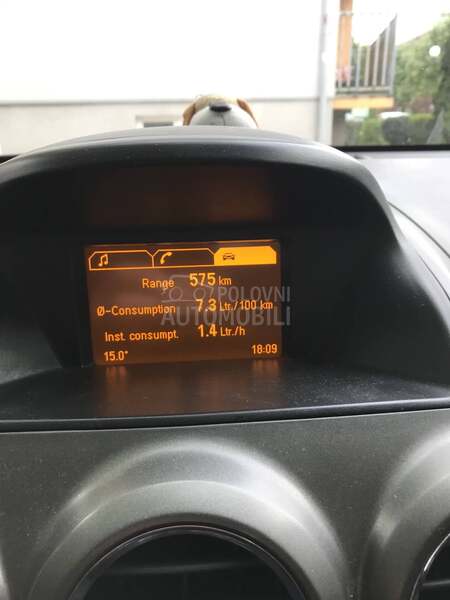 Range 575 km
Ø-Consumption 7.3 Ltr./100 km
Inst. consumpt. 1.4 Ltr./h
15.0° 18:09
POLOVNI
AUTOMOBILI